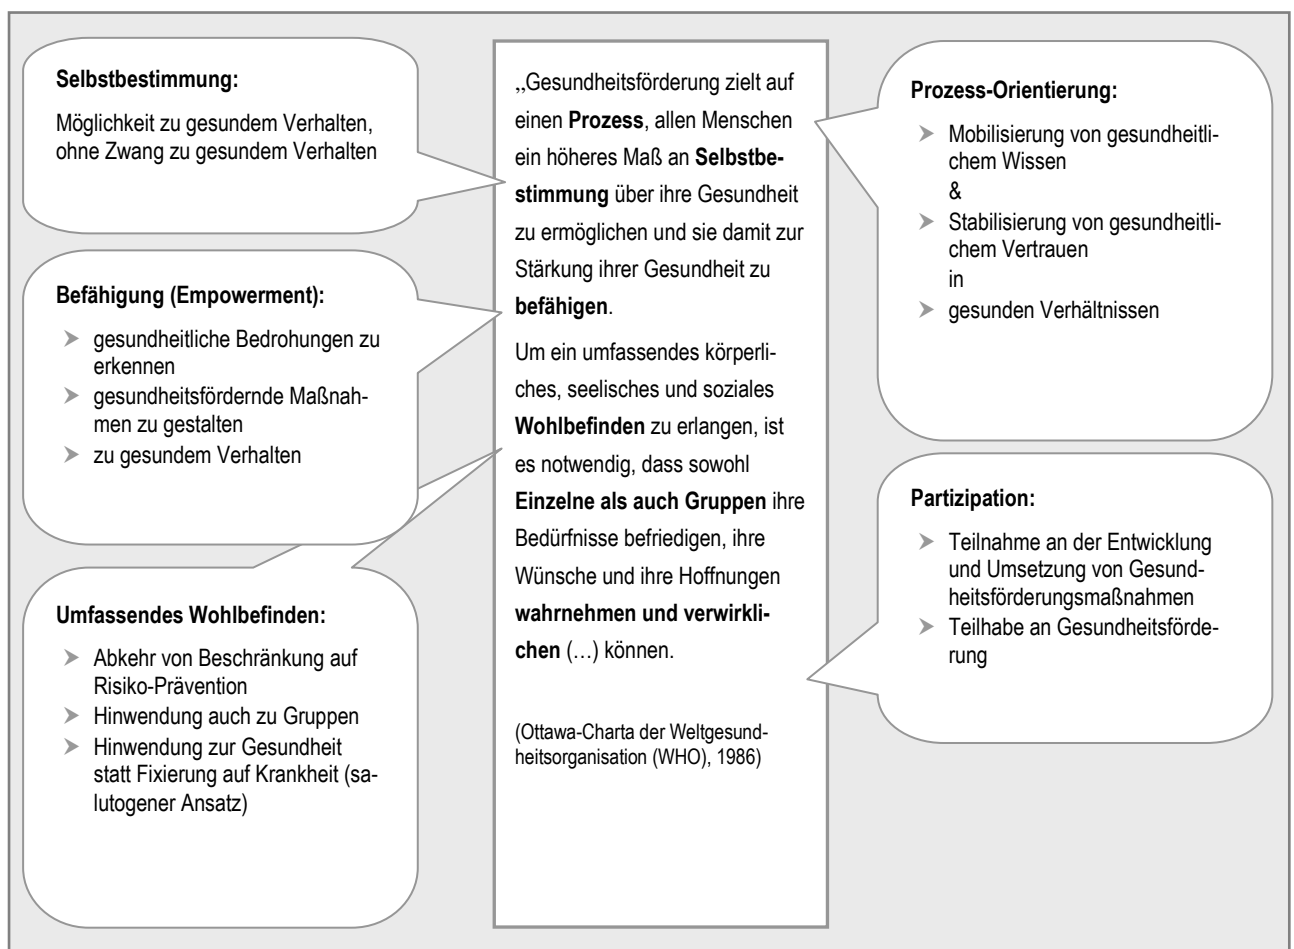 Selbstbestimmung:
Möglichkeit zu gesundem Verhalten,
ohne Zwang zu gesundem Verhalten
Befähigung (Empowerment):
➢ gesundheitliche Bedrohungen zu
erkennen
➢ gesundheitsfördernde Maßnah-
men zu gestalten
➢ zu gesundem Verhalten
Umfassendes Wohlbefinden:
➢ Abkehr von Beschränkung auf
Risiko-Prävention
➢ Hinwendung auch zu Gruppen
➢ Hinwendung zur Gesundheit
statt Fixierung auf Krankheit (sa-
lutogener Ansatz)
„Gesundheitsförderung zielt auf
einen Prozess, allen Menschen
ein höheres Maß an Selbstbe-
stimmung über ihre Gesundheit
zu ermöglichen und sie damit zur
Stärkung ihrer Gesundheit zu
befähigen.
Um ein umfassendes körperli-
ches, seelisches und soziales
Wohlbefinden zu erlangen, ist
es notwendig, dass sowohl
Einzelne als auch Gruppen ihre
Bedürfnisse befriedigen, ihre
Wünsche und ihre Hoffnungen
wahrnehmen und verwirkli-
chen (…) können.
(Ottawa-Charta der Weltgesund-
heitsorganisation (WHO), 1986)
Prozess-Orientierung:
➢ Mobilisierung von gesundheitli-
chem Wissen
&
➢ Stabilisierung von gesundheitli-
chem Vertrauen
in
➢ gesunden Verhältnissen
Partizipation:
➢ Teilnahme an der Entwicklung
und Umsetzung von Gesund-
heitsförderungsmaßnahmen
➢ Teilhabe an Gesundheitsförde-
rung